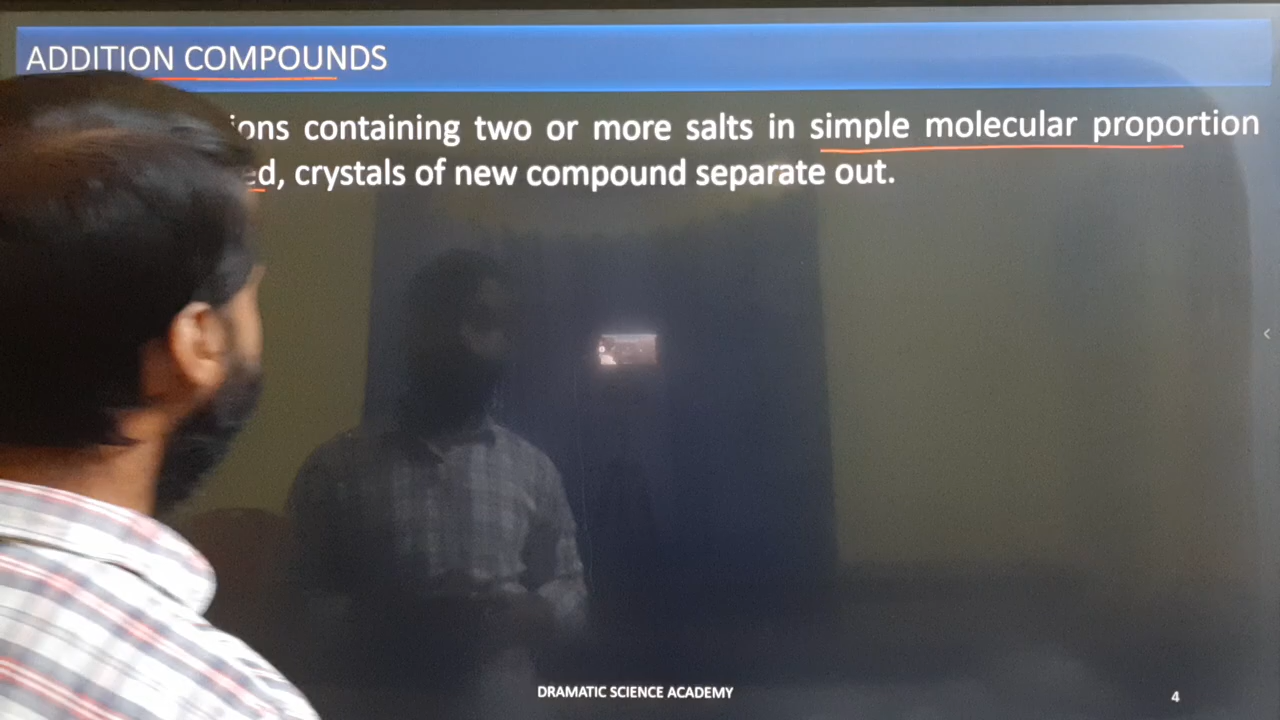 ADDITION COMPOUNDS
containing two or more salts in simple molecular proportion
crystals of new compound separate out.
DRAMATIC SCIENCE ACADEMY
4